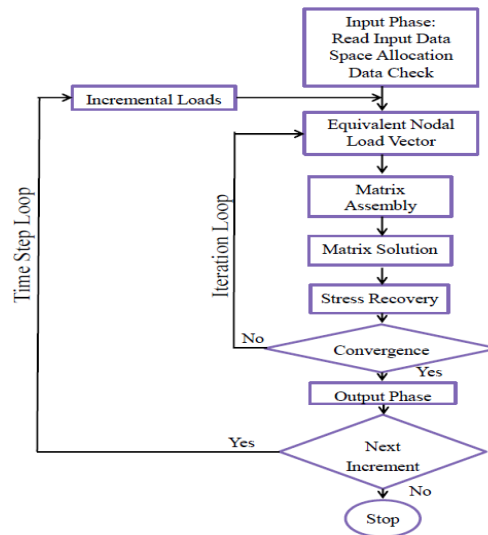 Input Phase:
Read Input Data
Space Allocation
Data Check
Incremental Loads
Equivalent Nodal
Load Vector
Matrix
Assembly
Matrix Solution
Stress Recovery
Convergence
No
Yes
Output Phase
Next
Increment
Yes
No
Stop
Iteration Loop
Time Step Loop